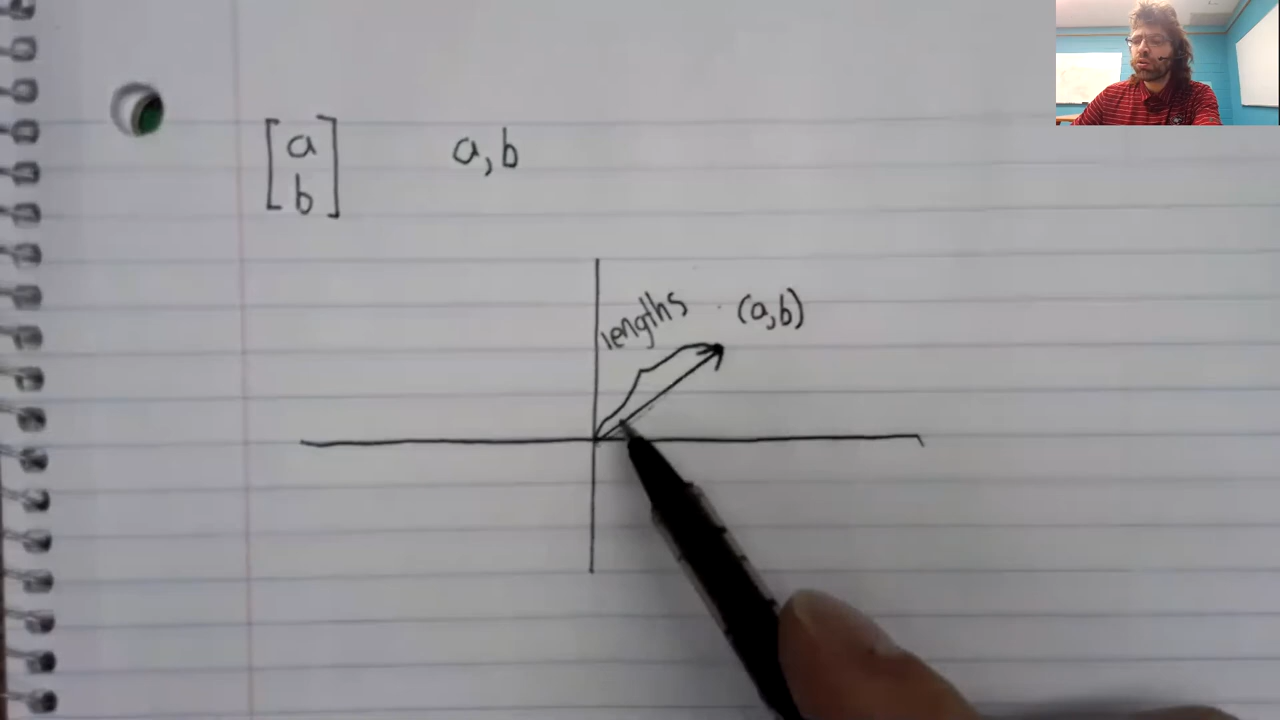 [a
b]
a,b
lengths
(a,b)